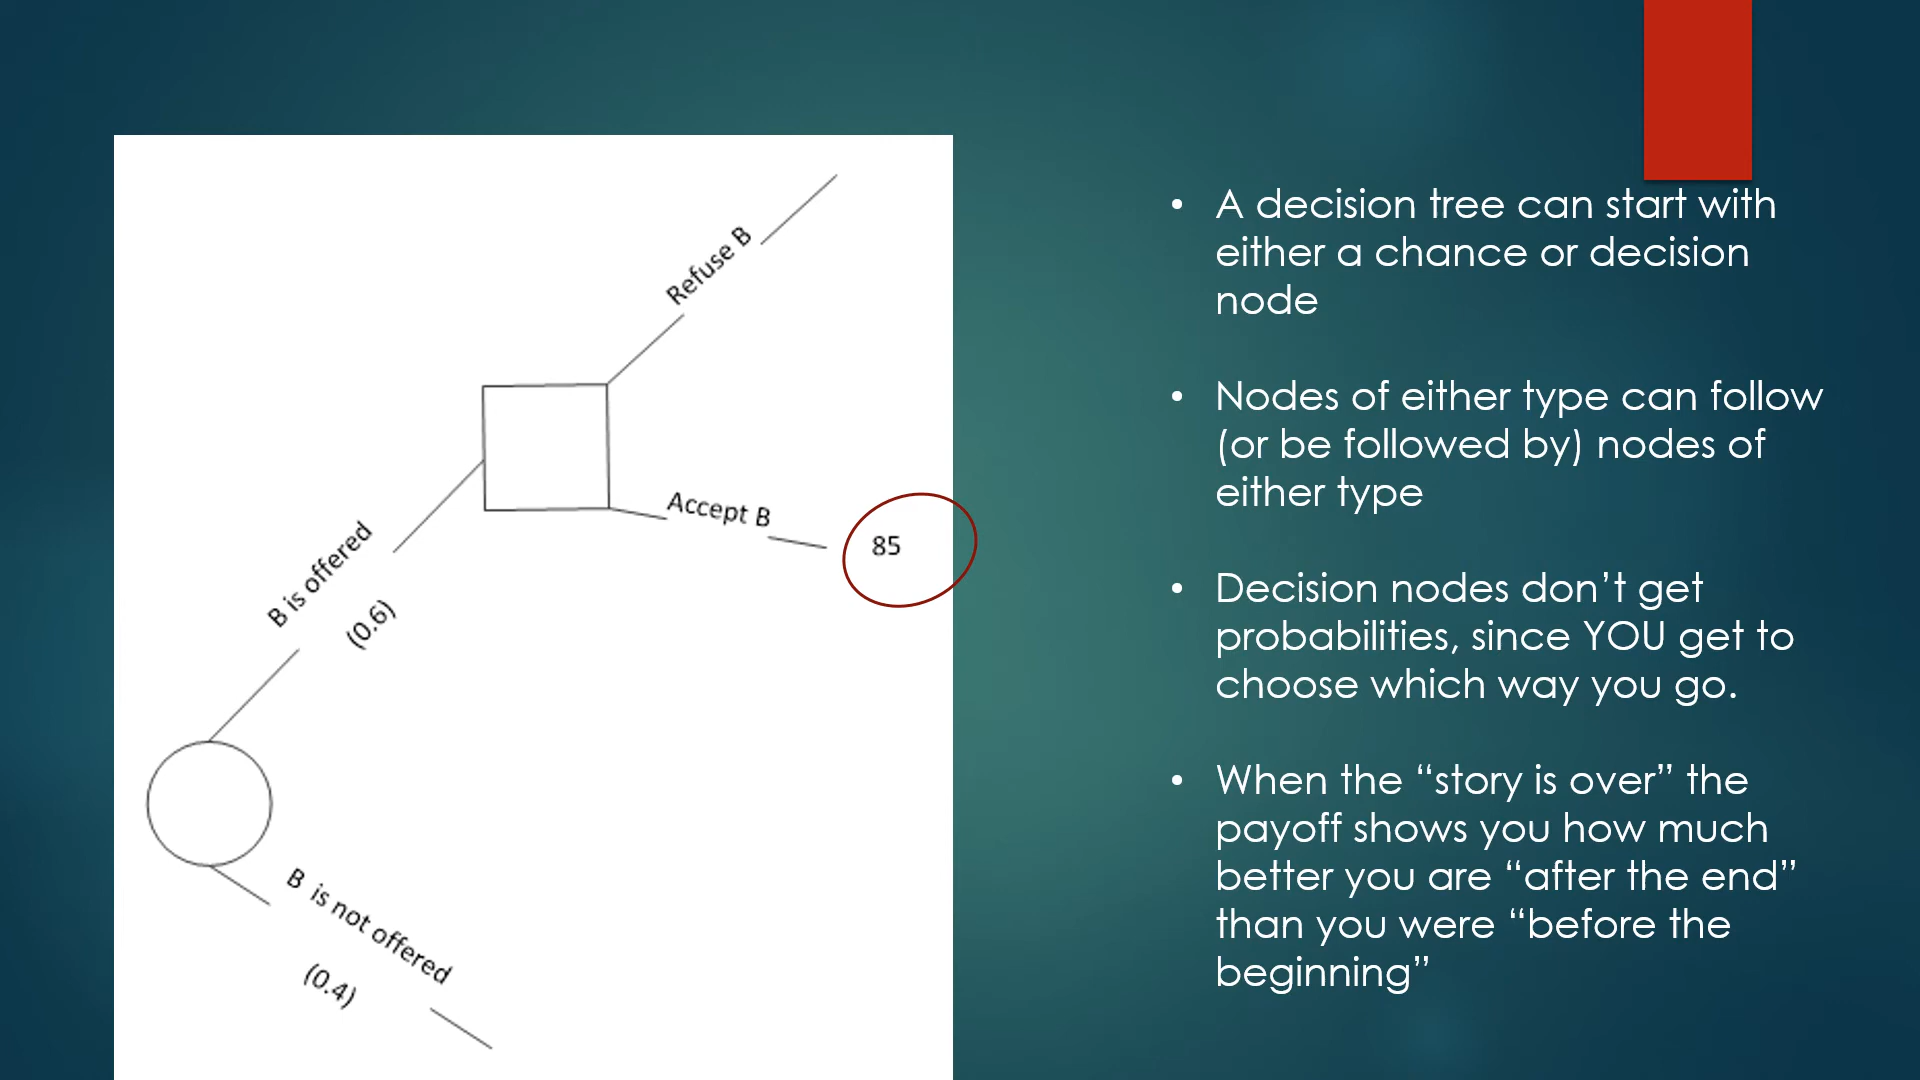 Refuse B
Accept B
85
B is offered
(0.6)
B is not offered
(0.4)
• A decision tree can start with
either a chance or decision
node
• Nodes of either type can follow
(or be followed by) nodes of
either type
• Decision nodes don’t get
probabilities, since YOU get to
choose which way you go.
• When the “story is over” the
payoff shows you how much
better you are “after the end”
than you were “before the
beginning”